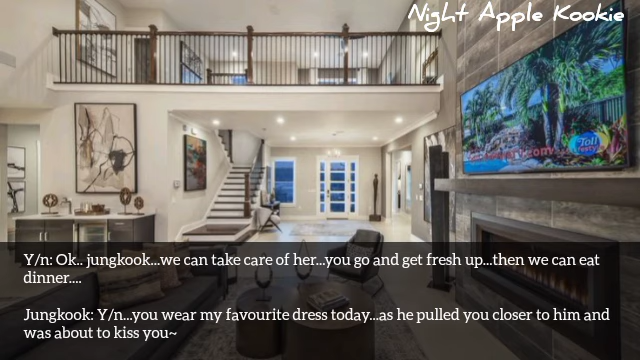 Night Apple Kookie
Toll
Y/n: Ok.. jungkook...we can take care of her...you go and get fresh up...then we can eat
dinner....
Jungkook: Y/n...you wear my favourite dress today...as he pulled you closer to him and
was about to kiss you~